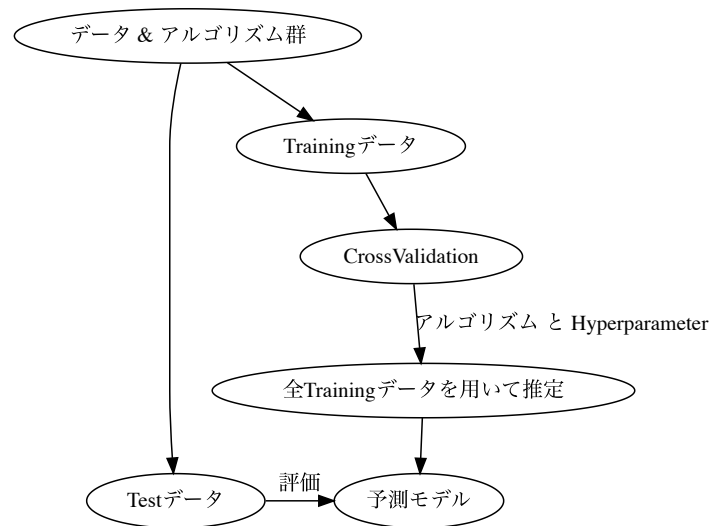 データ & アルゴリズム群
Trainingデータ
CrossValidation
アルゴリズム と Hyperparameter
全Trainingデータを用いて推定
評価
Testデータ
予測モデル